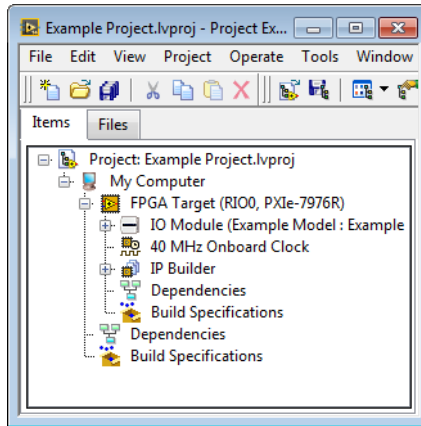 Example Project.lvproj - Project Ex...
File Edit View Project Operate Tools Window
Items Files
Project: Example Project.lvproj
My Computer
FPGA Target (RIO0, PXIe-7976R)
IO Module (Example Model : Example
40 MHz Onboard Clock
IP Builder
Dependencies
Build Specifications
Dependencies
Build Specifications